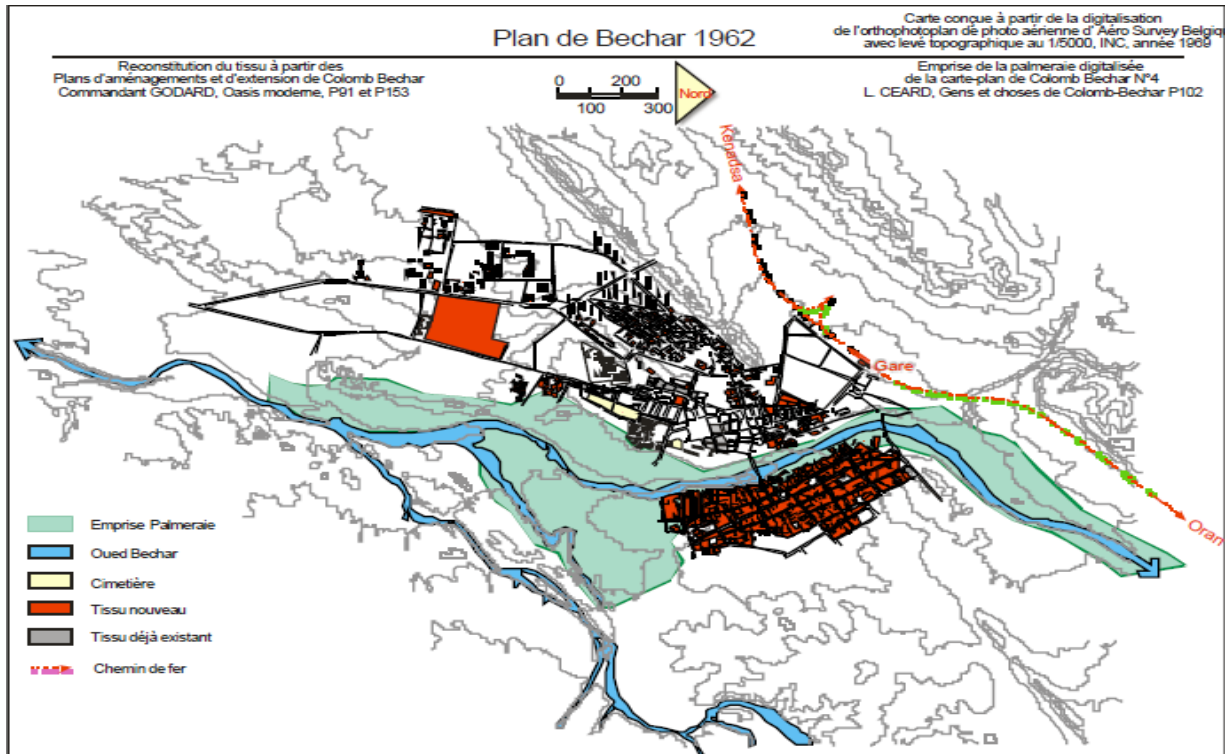 Plan de Bechar 1962
Carte conçue à partir de la digitalisation
de l'orthophotoplan de photo aérienne d' Aéro Survey Belgiq
avec levé topographique au 1/5000, INC, année 1969
Reconstitution du tissu à partir des
Plans d'aménagements et d'extension de Colomb Bechar
Commandant GODARD, Oasis moderne, P91 et P153
Emprise de la palmeraie digitalisée
de la carte-plan de Colomb Bechar N°4
L. CEARD, Gens et choses de Colomb-Bechar P102
0 200
100 300
Nord
Kenadsa
Gare
Oran
Emprise Palmeraie
Oued Bechar
Cimetière
Tissu nouveau
Tissu déjà existant
Chemin de fer